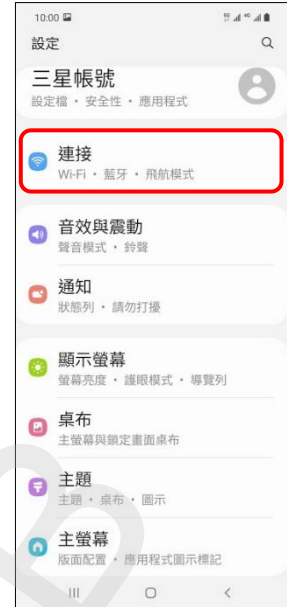 10:00
設定
三星帳號
設定檔 • 安全性 • 應用程式
連接
Wi-Fi • 藍牙 • 飛航模式
音效與震動
聲音模式 • 鈴聲
通知
狀態列 • 請勿打擾
顯示螢幕
螢幕亮度 • 護眼模式 • 導覽列
桌布
主螢幕與鎖定畫面桌布
主題
主題 • 桌布 • 圖示
主螢幕
版面配置 • 應用程式圖示標記